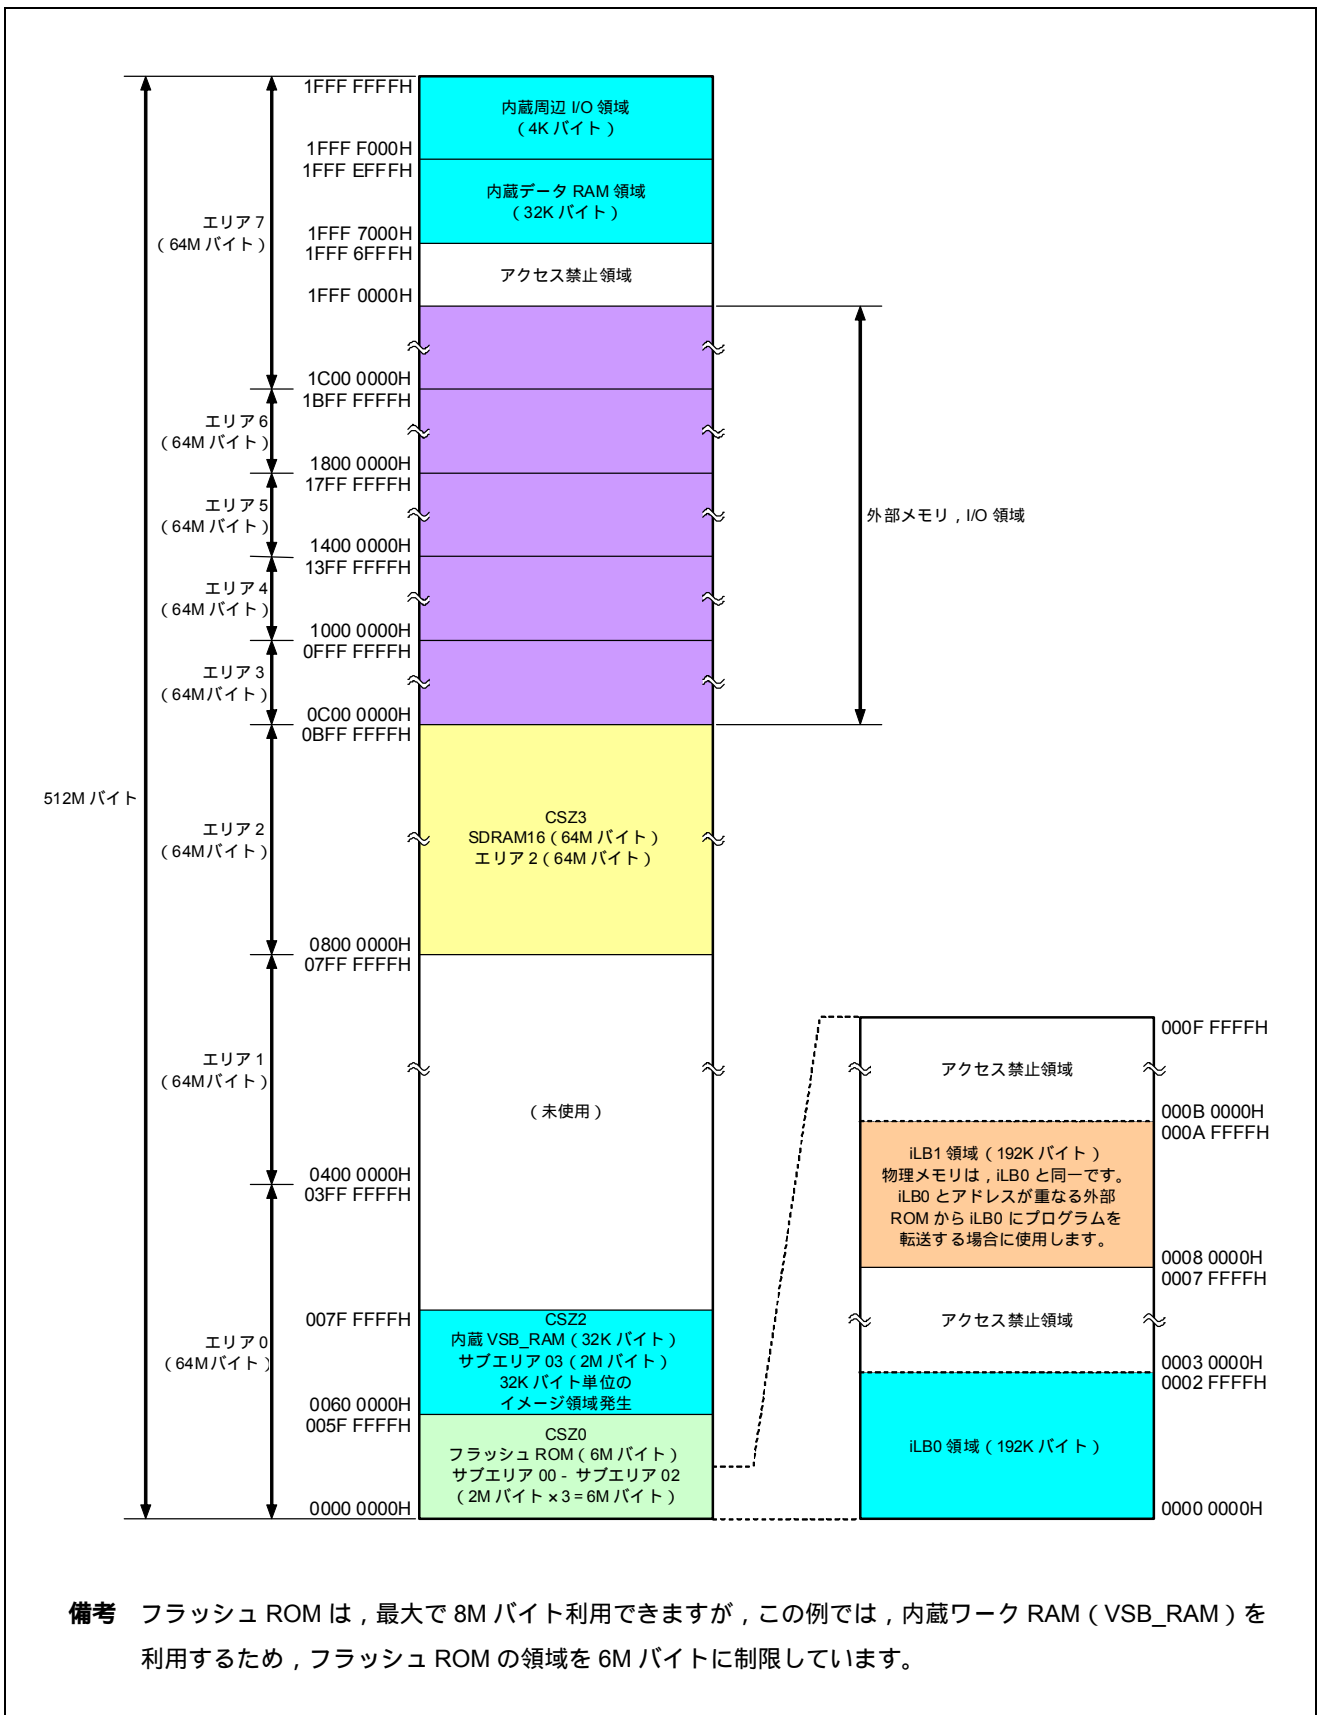 512M バイト
エリア 7
（ 64M バイト ）
エリア 6
（ 64M バイト ）
エリア 5
（ 64M バイト ）
エリア 4
（ 64M バイト ）
エリア 3
（ 64Mバイト ）
エリア 2
（ 64Mバイト ）
エリア 1
（ 64Mバイト ）
エリア 0
（ 64Mバイト ）
1FFF FFFFH
1FFF F000H
1FFF EFFFH
1FFF 7000H
1FFF 6FFFH
1FFF 0000H
1C00 0000H
1BFF FFFFH
1800 0000H
17FF FFFFH
1400 0000H
13FF FFFFH
1000 0000H
0FFF FFFFH
0C00 0000H
0BFF FFFFH
0800 0000H
07FF FFFFH
0400 0000H
03FF FFFFH
007F FFFFH
0060 0000H
005F FFFFH
0000 0000H
内蔵周辺 I/O 領域
（ 4K バイト ）
内蔵データ RAM 領域
（ 32K バイト ）
アクセス禁止領域
外部メモリ，I/O 領域
CSZ3
SDRAM16（ 64M バイト ）
エリア 2（ 64M バイト ）
（ 未使用 ）
CSZ2
内蔵 VSB_RAM（ 32K バイト ）
サブエリア 03（ 2M バイト ）
32K バイト単位の
イメージ領域発生
CSZ0
フラッシュ ROM（ 6M バイト ）
サブエリア 00 - サブエリア 02
（ 2M バイト × 3 = 6M バイト ）
000F FFFFH
アクセス禁止領域
000B 0000H
000A FFFFH
iLB1 領域（ 192K バイト ）
物理メモリは，iLB0 と同一です。
iLB0 とアドレスが重なる外部
ROM から iLB0 にプログラムを
転送する場合に使用します。
0008 0000H
0007 FFFFH
アクセス禁止領域
0003 0000H
0002 FFFFH
iLB0 領域（ 192K バイト ）
0000 0000H
備考 フラッシュ ROM は，最大で 8M バイト利用できますが，この例では，内蔵ワーク RAM（ VSB_RAM ）を
利用するため，フラッシュ ROM の領域を 6M バイトに制限しています。